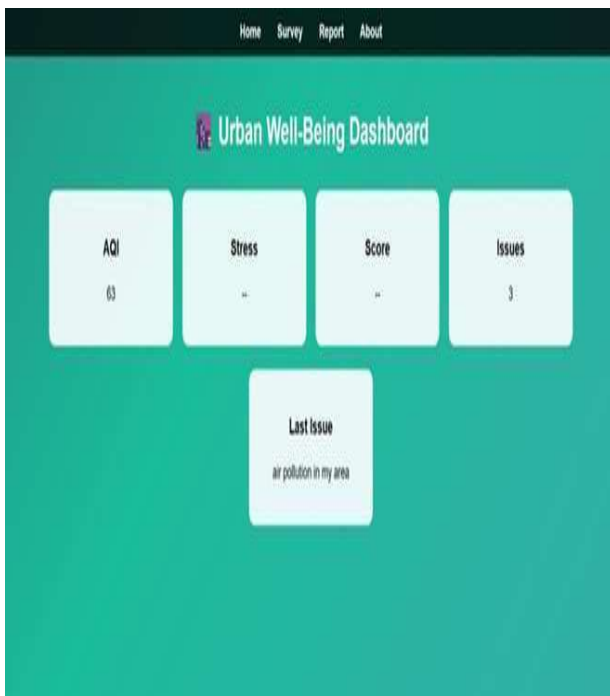 Home Survey Report About
Urban Well-Being Dashboard
AQI Stress Score Issues
63 -- -- 3
Last Issue
air pollution in my area